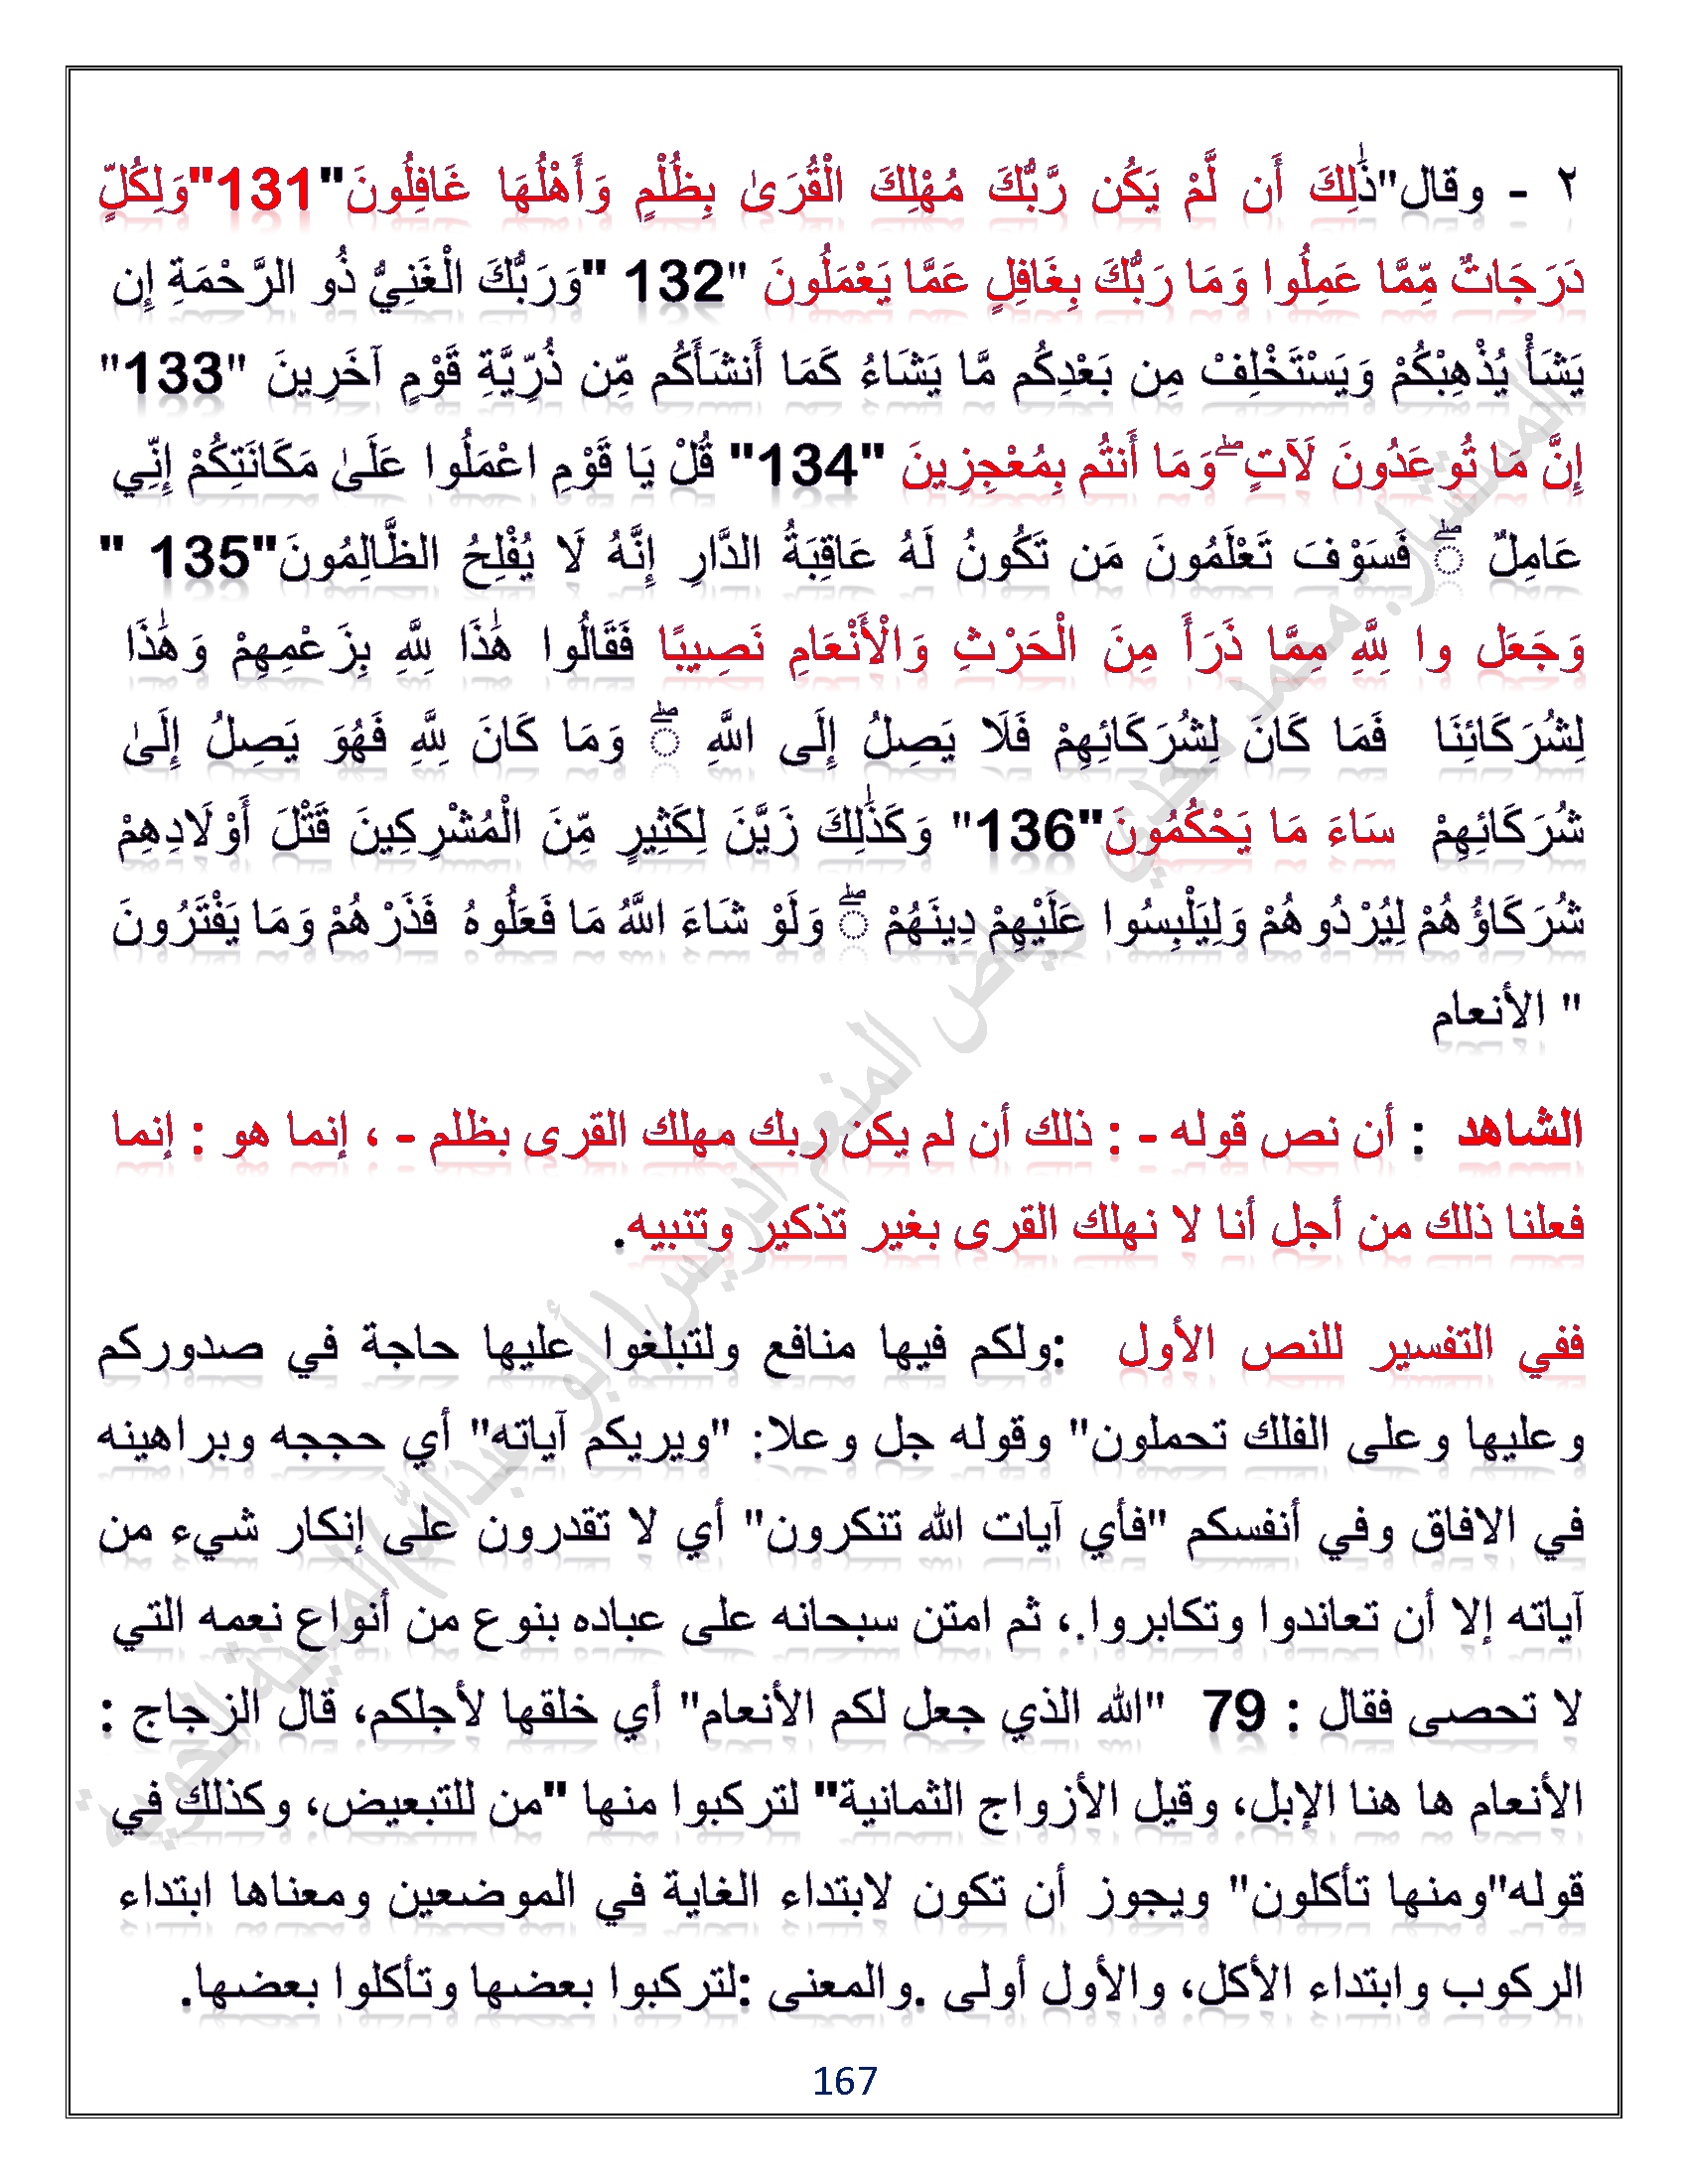 ٢ - وقال"ذَٰلِكَ أَن لَّمْ يَكُن رَّبُّكَ مُهْلِكَ الْقُرَىٰ بِظُلْمٍ وَأَهْلُهَا غَافِلُونَ"131"وَلِكُلٍّ
دَرَجَاتٌ مِّمَّا عَمِلُوا وَمَا رَبُّكَ بِغَافِلٍ عَمَّا يَعْمَلُونَ "132 "وَرَبُّكَ الْغَنِيُّ ذُو الرَّحْمَةِ إِن
يَشَأْ يُذْهِبْكُمْ وَيَسْتَخْلِفْ مِن بَعْدِكُم مَّا يَشَاءُ كَمَا أَنشَأَكُم مِّن ذُرِّيَّةِ قَوْمٍ آخَرِينَ "133"
إِنَّ مَا تُوعَدُونَ لَآتٍ ۖ وَمَا أَنتُم بِمُعْجِزِينَ "134" قُلْ يَا قَوْمِ اعْمَلُوا عَلَىٰ مَكَانَتِكُمْ إِنِّي
عَامِلٌ ۖ فَسَوْفَ تَعْلَمُونَ مَن تَكُونُ لَهُ عَاقِبَةُ الدَّارِ إِنَّهُ لَا يُفْلِحُ الظَّالِمُونَ"135 "
وَجَعَل وا لِلَّهِ مِمَّا ذَرَأَ مِنَ الْحَرْثِ وَالْأَنْعَامِ نَصِيبًا فَقَالُوا هَٰذَا لِلَّهِ بِزَعْمِهِمْ وَهَٰذَا
لِشُرَكَائِنَا فَمَا كَانَ لِشُرَكَائِهِمْ فَلَا يَصِلُ إِلَى اللَّهِ ۖ وَمَا كَانَ لِلَّهِ فَهُوَ يَصِلُ إِلَىٰ
شُرَكَائِهِمْ سَاءَ مَا يَحْكُمُونَ"136" وَكَذَٰلِكَ زَيَّنَ لِكَثِيرٍ مِّنَ الْمُشْرِكِينَ قَتْلَ أَوْلَادِهِمْ
شُرَكَاؤُهُمْ لِيُرْدُوهُمْ وَلِيَلْبِسُوا عَلَيْهِمْ دِينَهُمْ ۖ وَلَوْ شَاءَ اللَّهُ مَا فَعَلُوهُ فَذَرْهُمْ وَمَا يَفْتَرُونَ
" الأنعام
الشاهد : أن نص قوله - : ذلك أن لم يكن ربك مهلك القرى بظلم - ، إنما هو : إنما
فعلنا ذلك من أجل أنا لا نهلك القرى بغير تذكير وتنبيه.
ففي التفسير للنص الأول :ولكم فيها منافع ولتبلغوا عليها حاجة في صدوركم
وعليها وعلى الفلك تحملون" وقوله جل وعلا: "ويريكم آياته" أي حججه وبراهينه
في الافاق وفي أنفسكم "فأي آيات الله تنكرون" أي لا تقدرون على إنكار شيء من
آياته إلا أن تعاندوا وتكابروا.، ثم امتن سبحانه على عباده بنوع من أنواع نعمه التي
لا تحصى فقال : 79 "الله الذي جعل لكم الأنعام" أي خلقها لأجلكم، قال الزجاج :
الأنعام ها هنا الإبل، وقيل الأزواج الثمانية" لتركبوا منها "من للتبعيض، وكذلك في
قوله"ومنها تأكلون" ويجوز أن تكون لابتداء الغاية في الموضعين ومعناها ابتداء
الركوب وابتداء الأكل، والأول أولى .والمعنى :لتركبوا بعضها وتأكلوا بعضها.
167